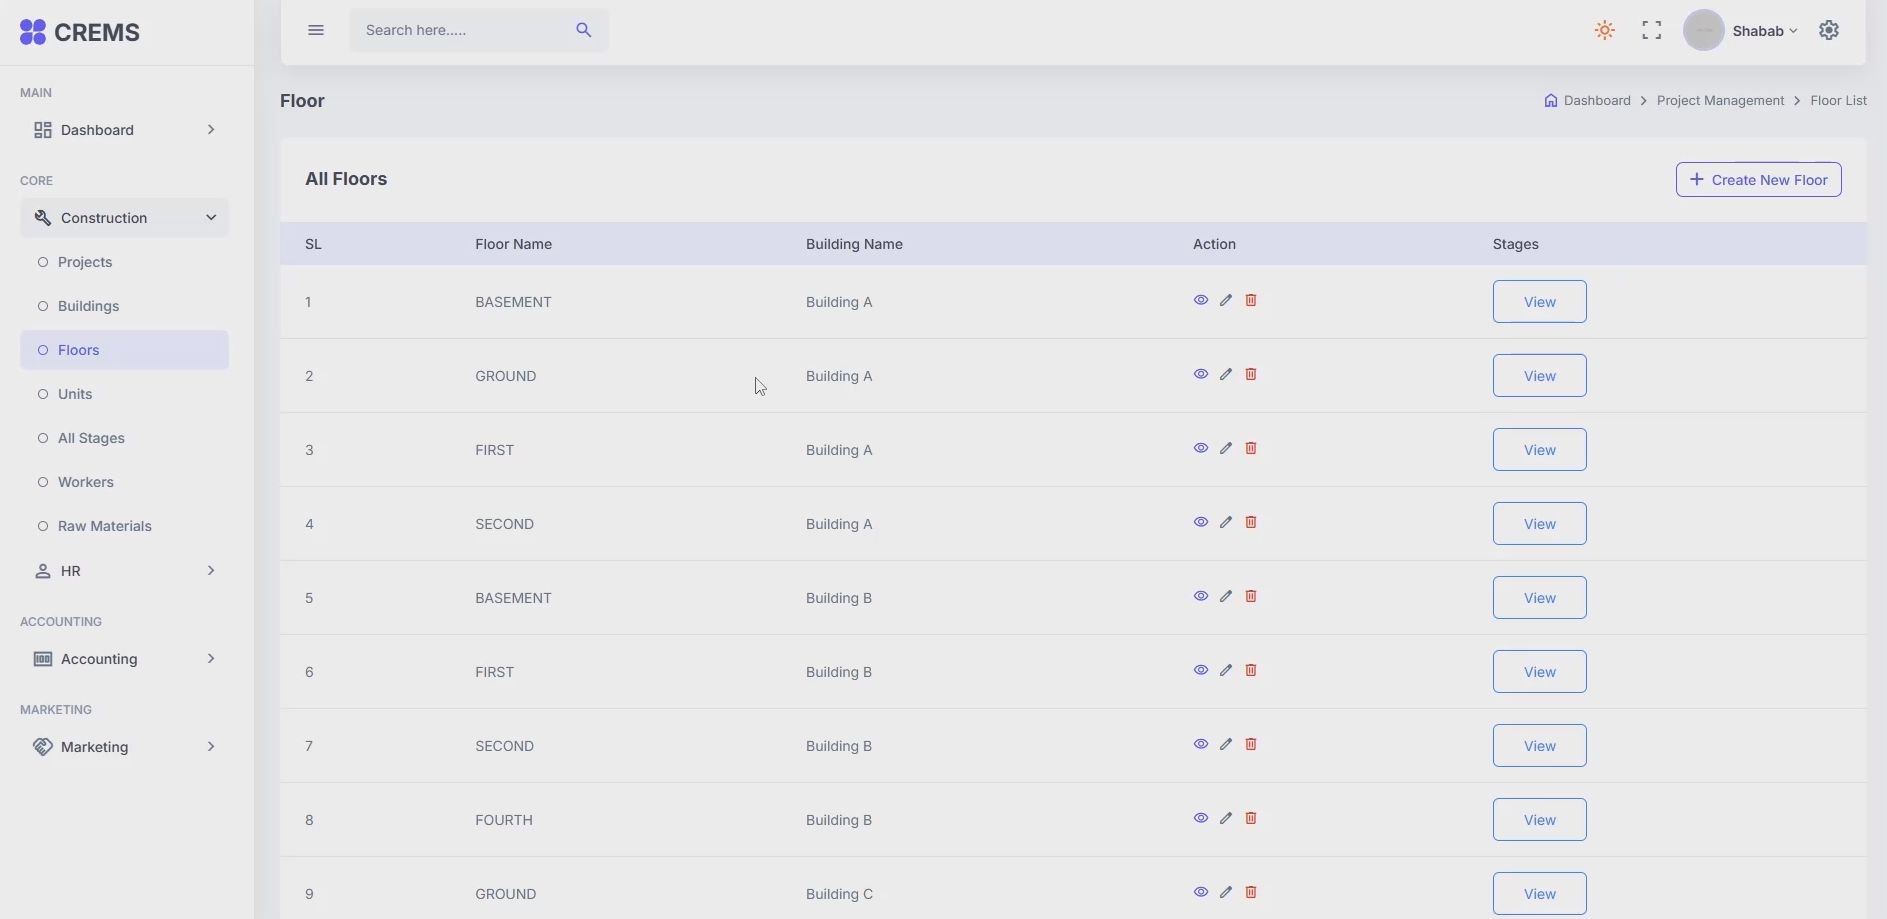 CREMS
Search here.....
Shabab
MAIN
Dashboard
CORE
Construction
Projects
Buildings
Floors
Units
All Stages
Workers
Raw Materials
HR
ACCOUNTING
Accounting
MARKETING
Marketing
Floor
Dashboard > Project Management > Floor List
All Floors
+ Create New Floor
SL Floor Name Building Name Action Stages
1 BASEMENT Building A View
2 GROUND Building A View
3 FIRST Building A View
4 SECOND Building A View
5 BASEMENT Building B View
6 FIRST Building B View
7 SECOND Building B View
8 FOURTH Building B View
9 GROUND Building C View